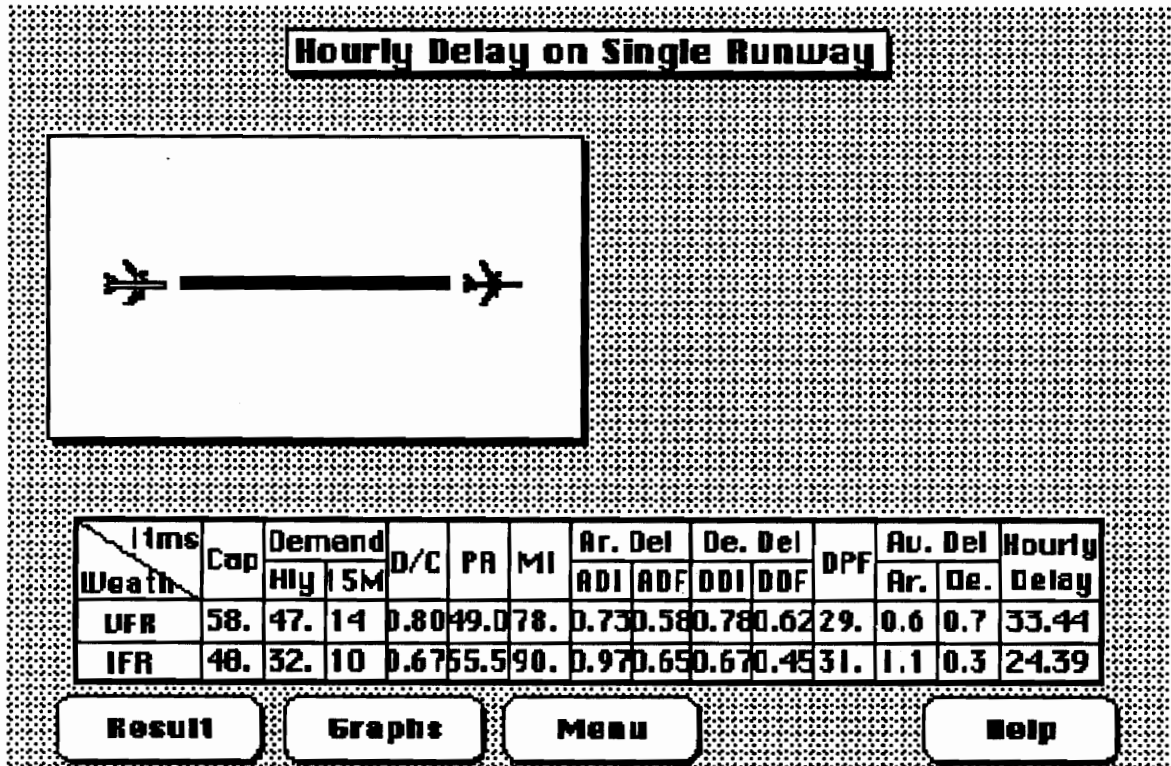 Hourly Delay on Single Runway
Itms Weath Cap Demand D/C PA MI Ar. Del De. Del DPF Av. Del Hourly Delay
Hly 15M ADI ADF DDI DDF Ar. De.
VFR 58. 47. 14 0.80 49.0 78. 0.73 0.58 0.78 0.62 29. 0.6 0.7 33.44
IFR 48. 32. 10 0.67 55.5 90. 0.97 0.65 0.67 0.45 31. 1.1 0.3 24.39
Result Graphs Menu Help